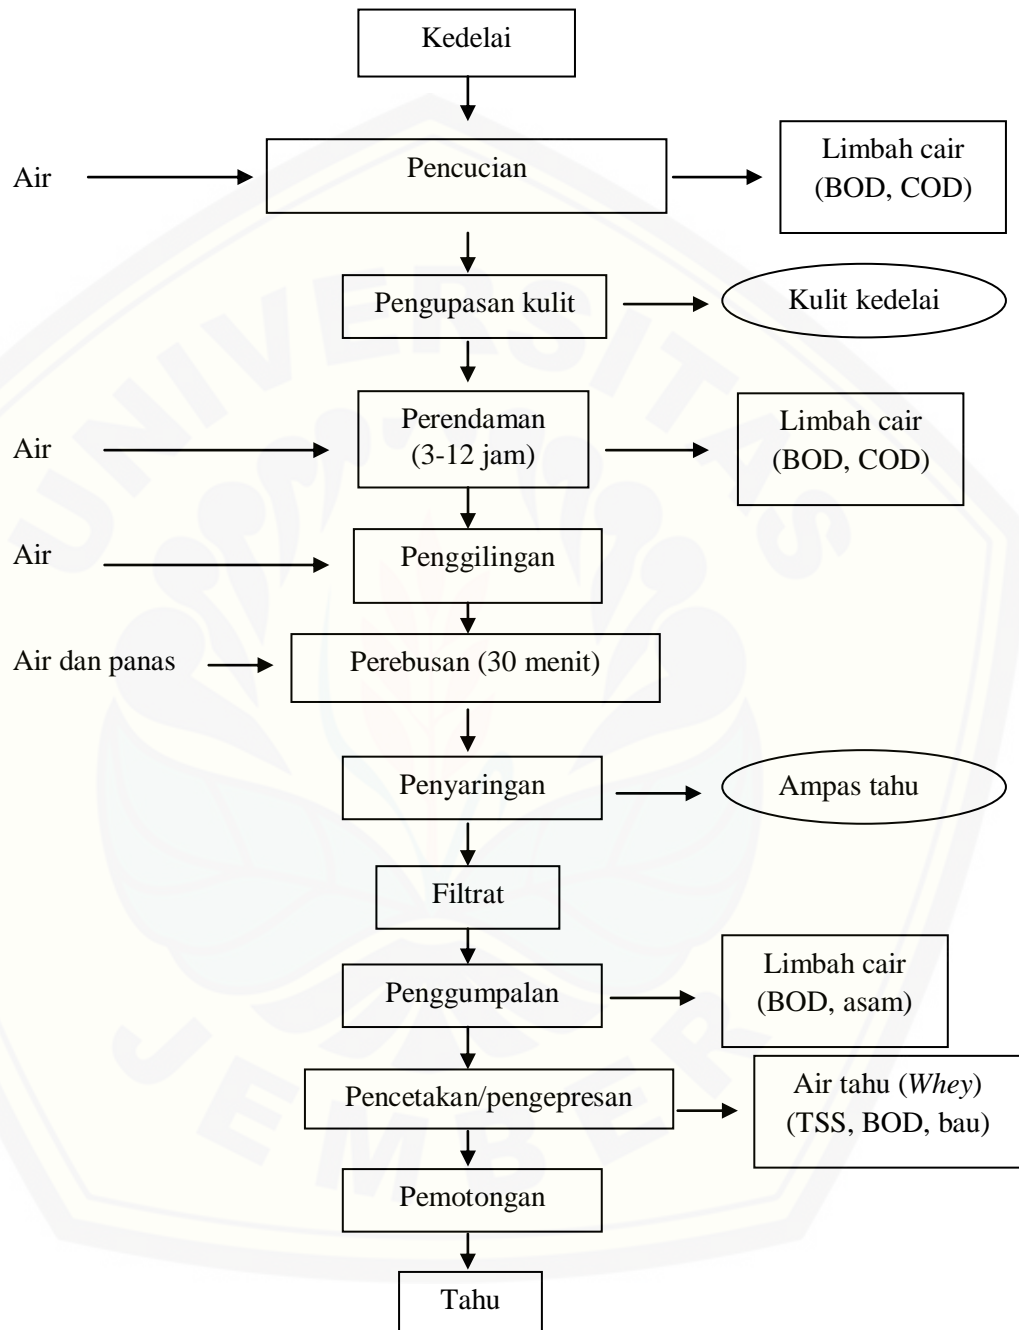 Kedelai
Air
Pencucian
Limbah cair
(BOD, COD)
Pengupasan kulit
Kulit kedelai
Air
Perendaman
(3-12 jam)
Limbah cair
(BOD, COD)
Air
Penggilingan
Air dan panas
Perebusan (30 menit)
Penyaringan
Ampas tahu
Filtrat
Penggumpalan
Limbah cair
(BOD, asam)
Pencetakan/pengepresan
Air tahu (Whey)
(TSS, BOD, bau)
Pemotongan
Tahu
UNIVERSITAS
JEMBER